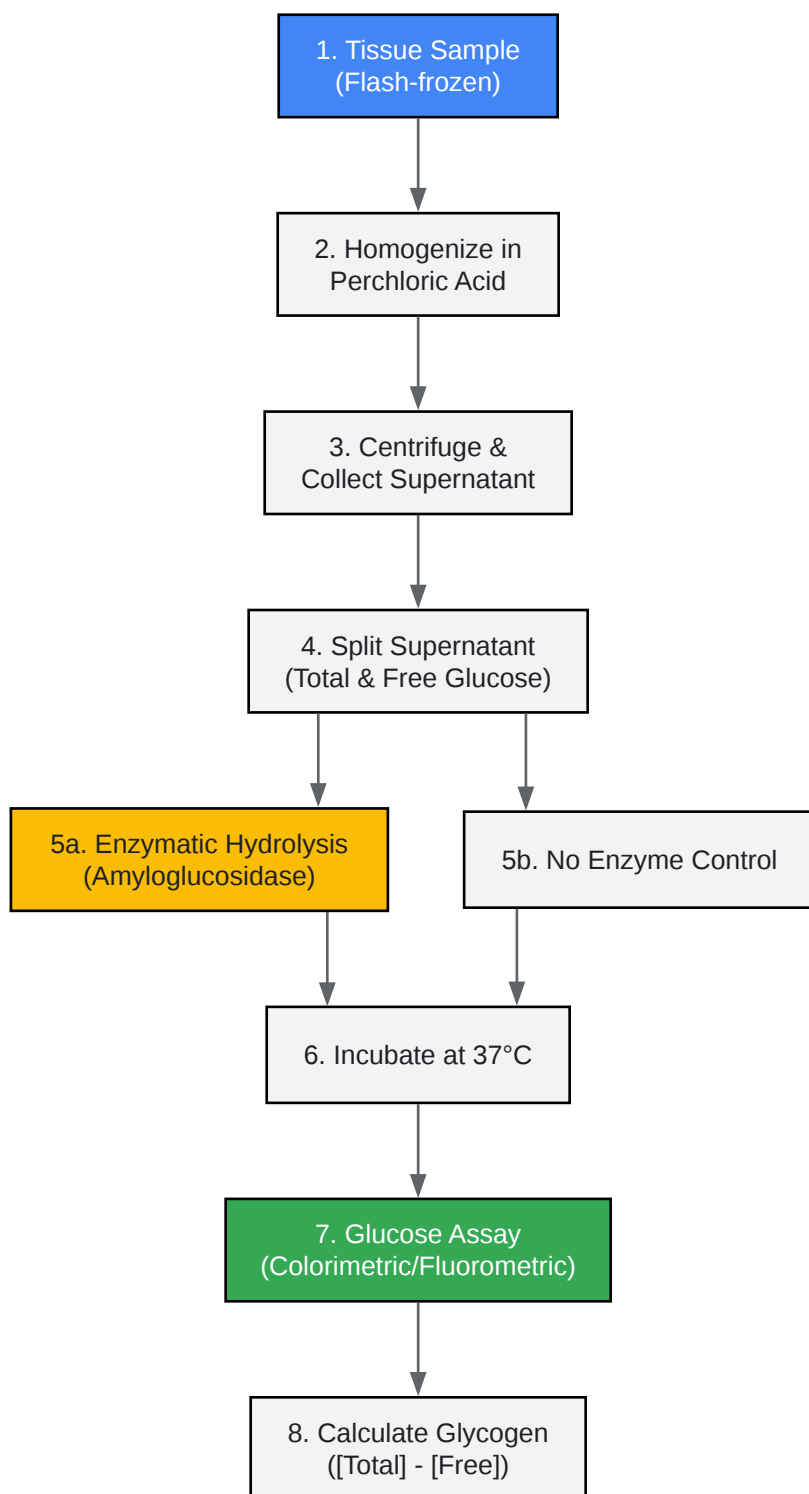 1. Tissue Sample
(Flash-frozen)
2. Homogenize in
Perchloric Acid
3. Centrifuge &
Collect Supernatant
4. Split Supernatant
(Total & Free Glucose)
5a. Enzymatic Hydrolysis
(Amyloglucosidase)
5b. No Enzyme Control
6. Incubate at 37°C
7. Glucose Assay
(Colorimetric/Fluorometric)
8. Calculate Glycogen
([Total] - [Free])